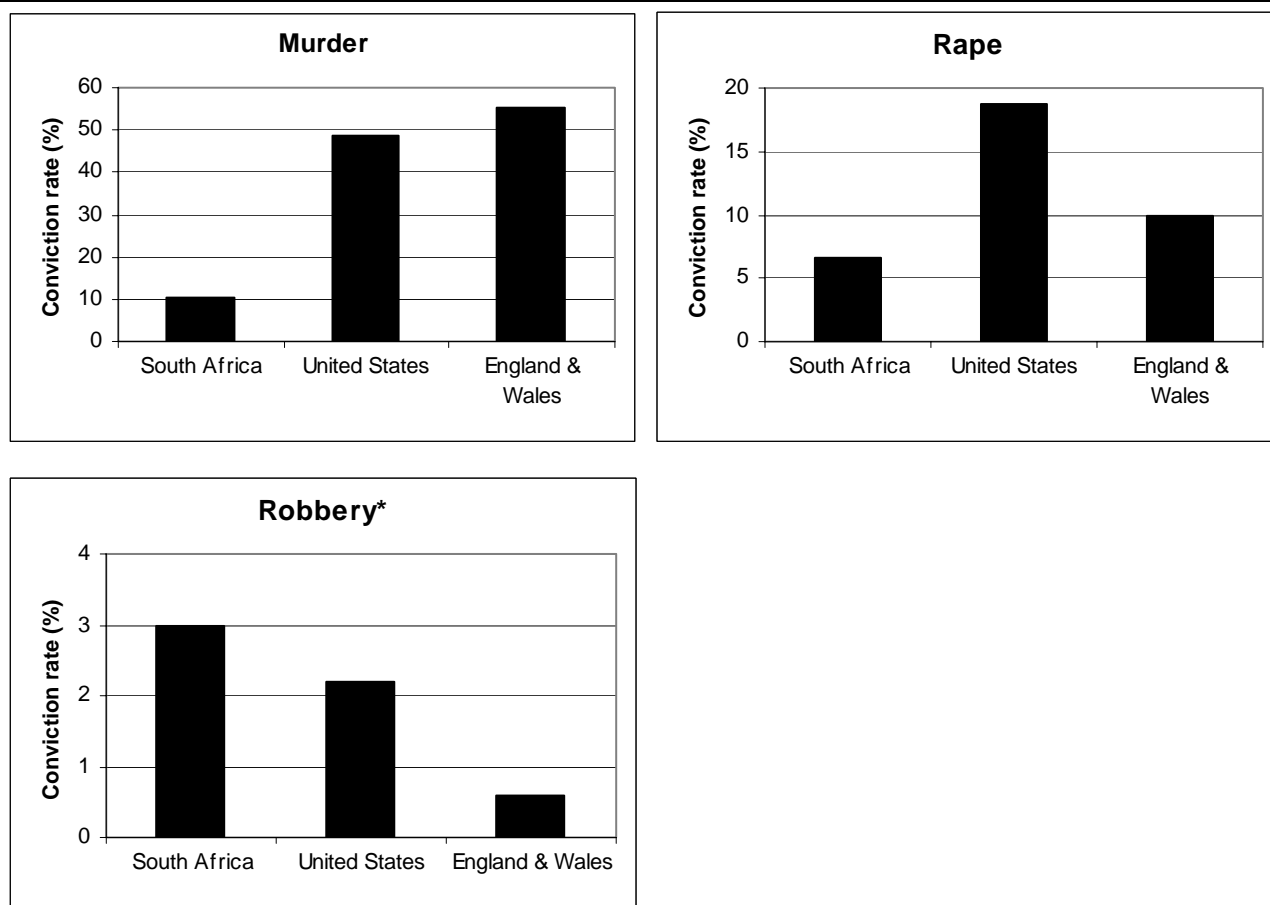 Murder
Conviction rate (%)
60
50
40
30
20
10
0
South Africa
United States
England &
Wales
Rape
Conviction rate (%)
20
15
10
5
0
South Africa
United States
England &
Wales
Robbery*
Conviction rate (%)
4
3
2
1
0
South Africa
United States
England & Wales